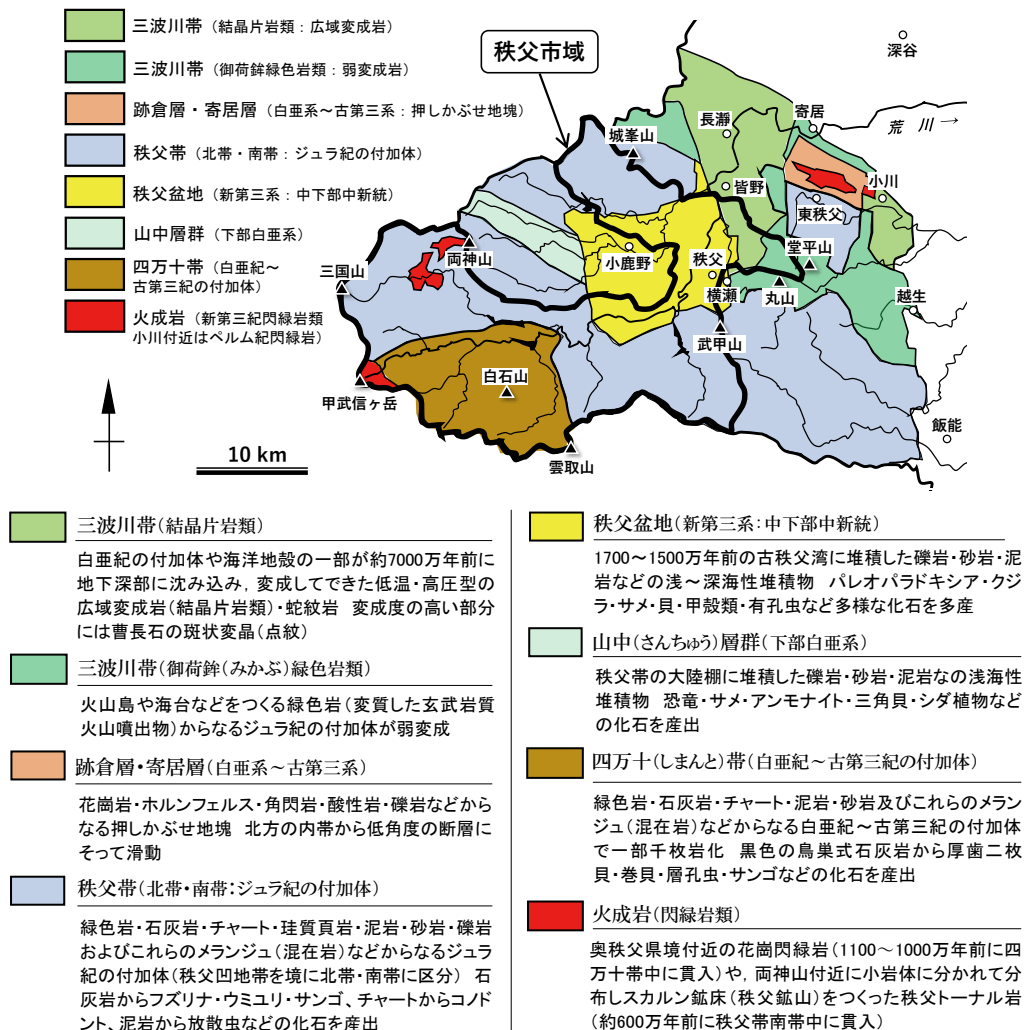 三波川帯（結晶片岩類：広域変成岩）
三波川帯（御荷鉾緑色岩類：弱変成岩）
跡倉層・寄居層（白亜系～古第三系：押しかぶせ地塊）
秩父帯（北帯・南帯：ジュラ紀の付加体）
秩父盆地（新第三系：中下部中新統）
山中層群（下部白亜系）
四万十帯（白亜紀～
古第三紀の付加体）
火成岩（新第三紀閃緑岩類
小川付近はペルム紀閃緑岩）
秩父市域
深谷
寄居
荒川→
長瀞
城峯山
皆野
小川
東秩父
両神山
小鹿野
秩父
堂平山
三国山
横瀬
丸山
越生
武甲山
白石山
甲武信ヶ岳
飯能
雲取山
10 km
三波川帯（結晶片岩類）
白亜紀の付加体や海洋地殻の一部が約7000万年前に
地下深部に沈み込み，変成してできた低温・高圧型の
広域変成岩（結晶片岩類）・蛇紋岩　変成度の高い部分
には曹長石の斑状変晶（点紋）
三波川帯（御荷鉾（みかぶ）緑色岩類）
火山島や海台などをつくる緑色岩（変質した玄武岩質
火山噴出物）からなるジュラ紀の付加体が弱変成
跡倉層・寄居層（白亜系～古第三系）
花崗岩・ホルンフェルス・角閃岩・酸性岩・礫岩などから
なる押しかぶせ地塊　北方の内帯から低角度の断層に
そって滑動
秩父帯（北帯・南帯：ジュラ紀の付加体）
緑色岩・石灰岩・チャート・珪質頁岩・泥岩・砂岩・礫岩
およびこれらのメランジュ（混在岩）などからなるジュラ
紀の付加体（秩父凹地帯を境に北帯・南帯に区分）　石
灰岩からフズリナ・ウミユリ・サンゴ、チャートからコノド
ント、泥岩から放散虫などの化石を産出
秩父盆地（新第三系：中下部中新統）
1700～1500万年前の古秩父湾に堆積した礫岩・砂岩・泥
岩などの浅～深海性堆積物　パレオパラドキシア・クジ
ラ・サメ・貝・甲殻類・有孔虫など多様な化石を多産
山中（さんちゅう）層群（下部白亜系）
秩父帯の大陸棚に堆積した礫岩・砂岩・泥岩なの浅海性
堆積物　恐竜・サメ・アンモナイト・三角貝・シダ植物など
の化石を産出
四万十（しまんと）帯（白亜紀～古第三紀の付加体）
緑色岩・石灰岩・チャート・泥岩・砂岩及びこれらのメラン
ジュ（混在岩）などからなる白亜紀～古第三紀の付加体
で一部千枚岩化　黒色の鳥巣式石灰岩から厚歯二枚
貝・巻貝・層孔虫・サンゴなどの化石を産出
火成岩（閃緑岩類）
奥秩父県境付近の花崗閃緑岩（1100～1000万年前に四
万十帯中に貫入）や，両神山付近に小岩体に分かれて分
布しスカルン鉱床（秩父鉱山）をつくった秩父トーナル岩
（約600万年前に秩父帯南帯中に貫入）